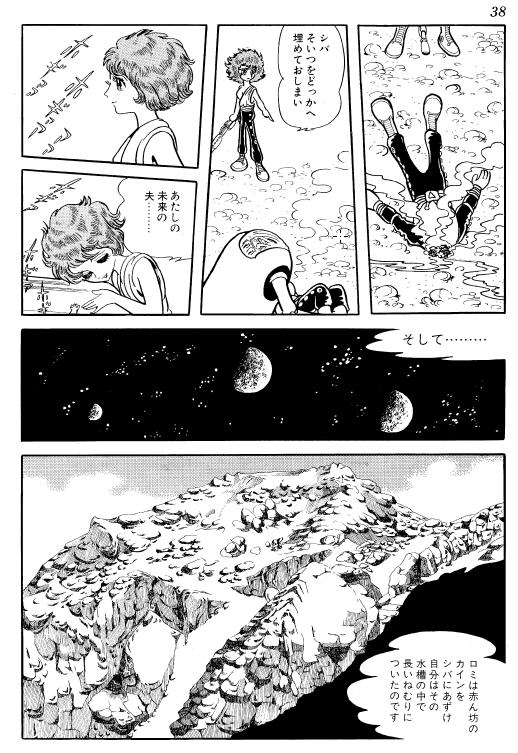 38
シバ
そいつをどっかへ
埋めておしまい
あたしの
未来の
夫………
そして………
ロミは赤ん坊の
カインを
シバにあずけ
自分はその
水槽の中で
長いねむりに
ついたのです